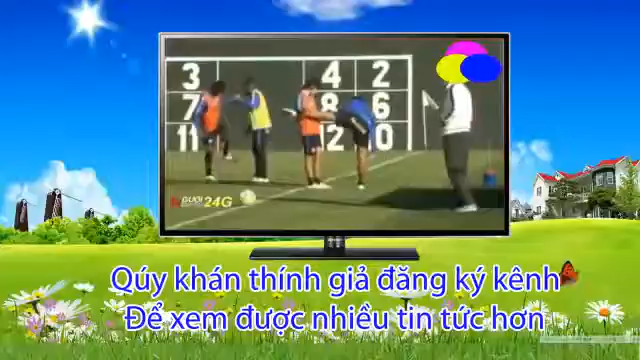 3 4 2
7 8 6
11 12 10
24G
Qúy khán thính giả đăng ký kênh
Để xem được nhiều tin tức hơn